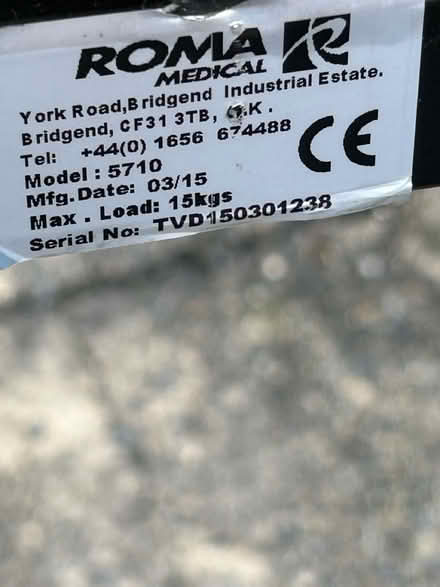 ROMA R
MEDICAL
York Road,Bridgend Industrial Estate.
Bridgend, CF31 3TB, U.K.
Tel: +44(0) 1656 674488
Model : 5710
Mfg.Date: 03/15
Max . Load: 15kgs
Serial No: TVD150301238
CE